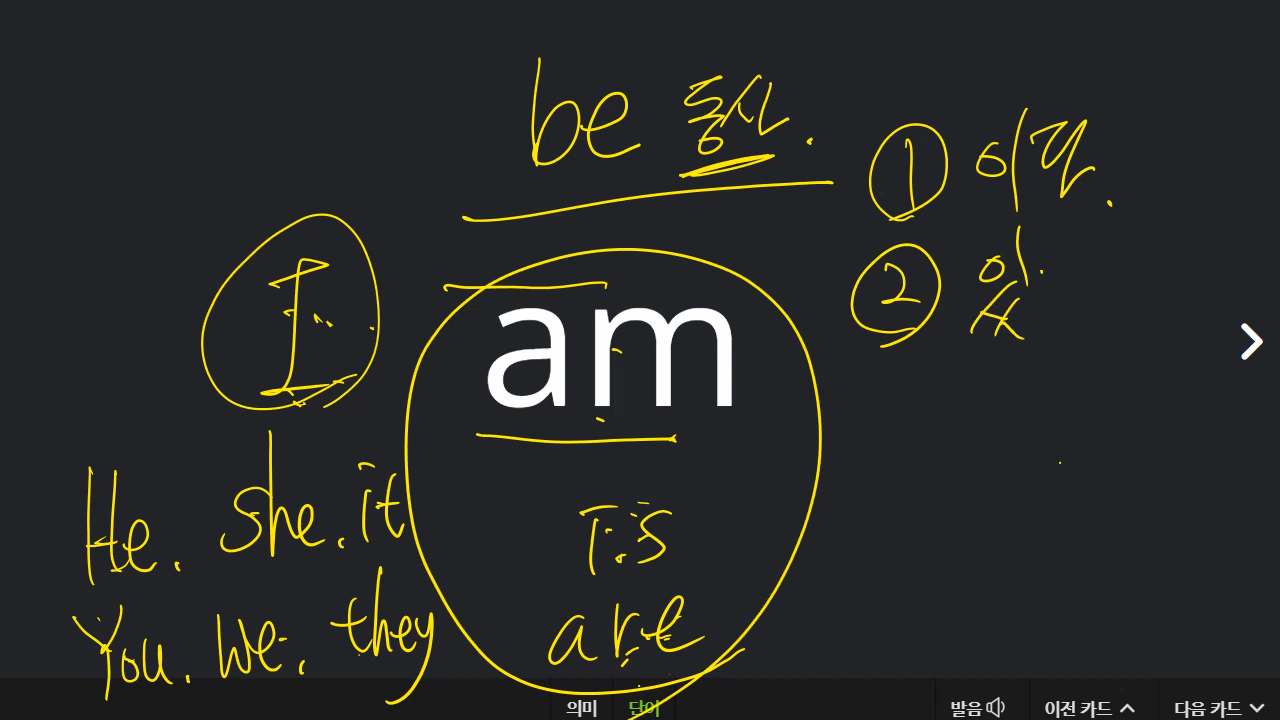 be 동사.
① 이다.
② 있
I
am
He. she. it
is
You. we. they
are
의미 단어 발음 이전 카드 다음 카드